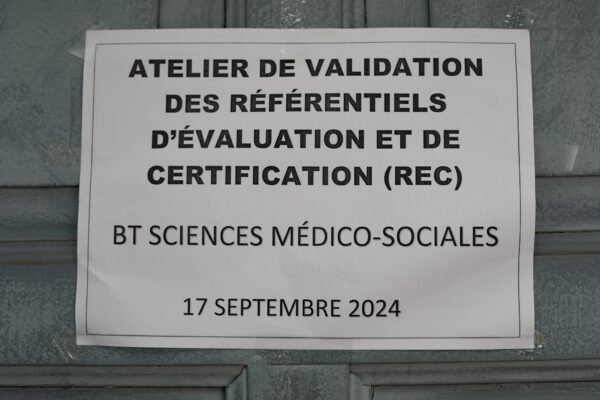 ATELIER DE VALIDATION
DES RÉFÉRENTIELS
D’ÉVALUATION ET DE
CERTIFICATION (REC)
BT SCIENCES MÉDICO-SOCIALES
17 SEPTEMBRE 2024